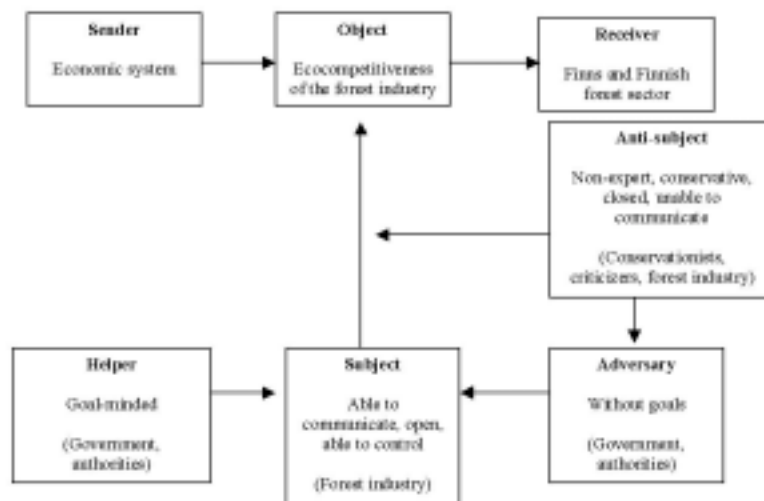 Sender
Economic system
Object
Ecocompetitiveness
of the forest industry
Receiver
Finns and Finnish
forest sector
Anti-subject
Non-expert, conservative,
closed, unable to
communicate
(Conservationists,
criticizers, forest industry)
Helper
Goal-minded
(Government,
authorities)
Subject
Able to
communicate, open,
able to control
(Forest industry)
Adversary
Without goals
(Government,
authorities)